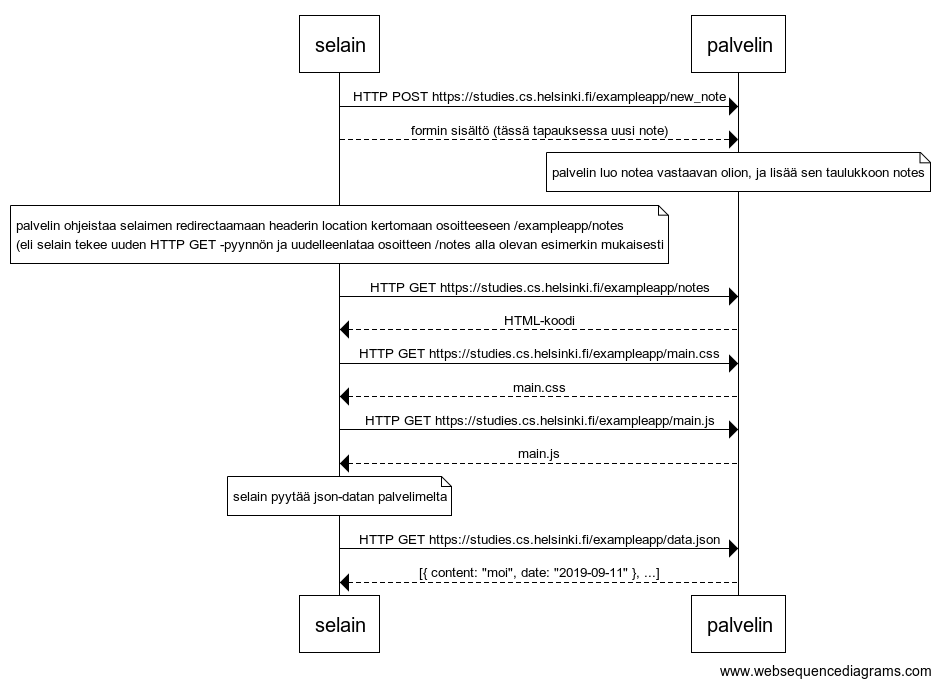 selain
palvelin
HTTP POST https://studies.cs.helsinki.fi/exampleapp/new_note
formin sisältö (tässä tapauksessa uusi note)
palvelin luo notea vastaavan olion, ja lisää sen taulukkoon notes
palvelin ohjeistaa selaimen redirectaamaan headerin location kertomaan osoitteeseen /exampleapp/notes
(eli selain tekee uuden HTTP GET -pyynnön ja uudelleenlataa osoitteen /notes alla olevan esimerkin mukaisesti
HTTP GET https://studies.cs.helsinki.fi/exampleapp/notes
HTML-koodi
HTTP GET https://studies.cs.helsinki.fi/exampleapp/main.css
main.css
HTTP GET https://studies.cs.helsinki.fi/exampleapp/main.js
main.js
selain pyytää json-datan palvelimelta
HTTP GET https://studies.cs.helsinki.fi/exampleapp/data.json
[{ content: "moi", date: "2019-09-11" }, ...]
selain
palvelin
www.websequencediagrams.com